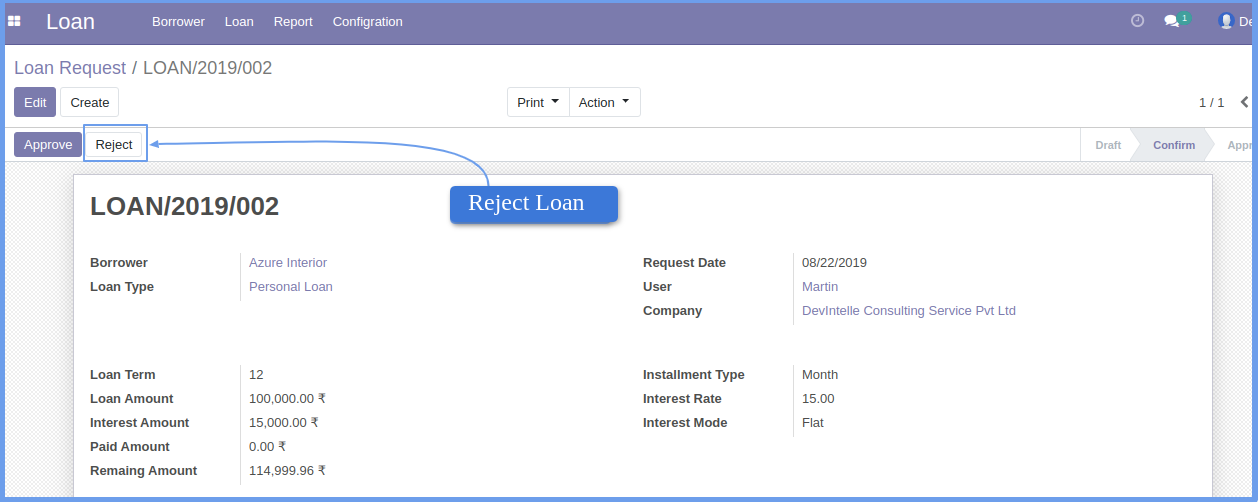 Loan Borrower Loan Report Configration 1 De
Loan Request / LOAN/2019/002
Edit Create Print Action 1 / 1
Approve Reject Draft Confirm Appr
Reject Loan
LOAN/2019/002
Borrower Azure Interior Request Date 08/22/2019
Loan Type Personal Loan User Martin
Company DevIntelle Consulting Service Pvt Ltd
Loan Term 12 Installment Type Month
Loan Amount 100,000.00 ₹ Interest Rate 15.00
Interest Amount 15,000.00 ₹ Interest Mode Flat
Paid Amount 0.00 ₹
Remaing Amount 114,999.96 ₹